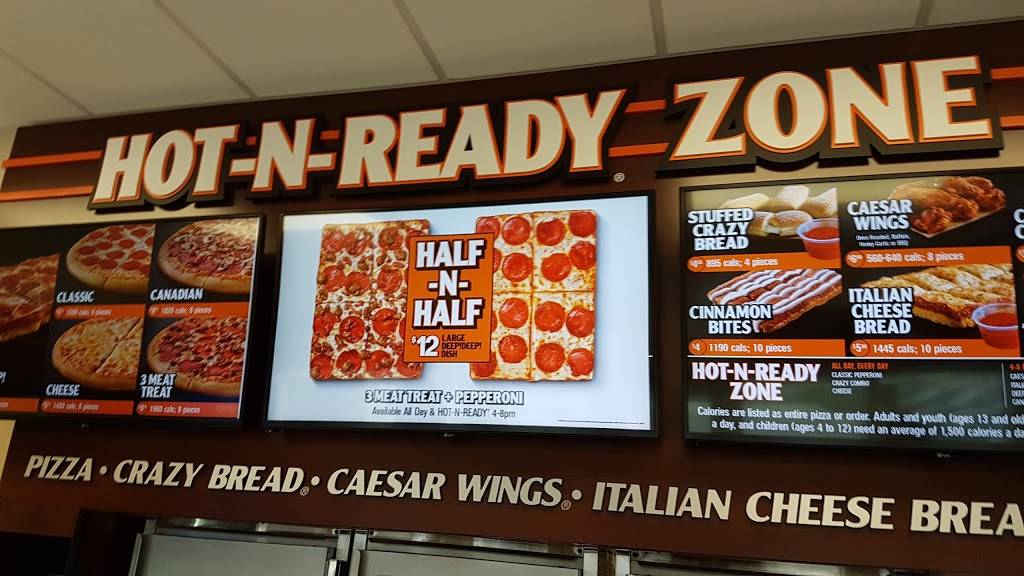 HOT-N-READY ZONE
CLASSIC
CANADIAN
CHEESE
3 MEAT
TREAT
HALF
-N-
HALF
$12 LARGE
DEEP!DEEP!
DISH
3 MEAT TREAT + PEPPERONI
Available All Day & HOT-N-READY 4-8pm
STUFFED
CRAZY
BREAD
895 cals; 4 pieces
CAESAR
WINGS
560-640 cals; 8 pieces
CINNAMON
BITES
$4 1190 cals; 10 pieces
ITALIAN
CHEESE
BREAD
1445 cals; 10 pieces
HOT-N-READY
ZONE
ALL DAY, EVERY DAY
CLASSIC PEPPERONI
CRAZY COMBO
CHEESE
Calories are listed as entire pizza or order. Adults and youth (ages 13 and
a day, and children (ages 4 to 12) need an average of 1,500 calories a
PIZZA • CRAZY BREAD® • CAESAR WINGS® • ITALIAN CHEESE BREA